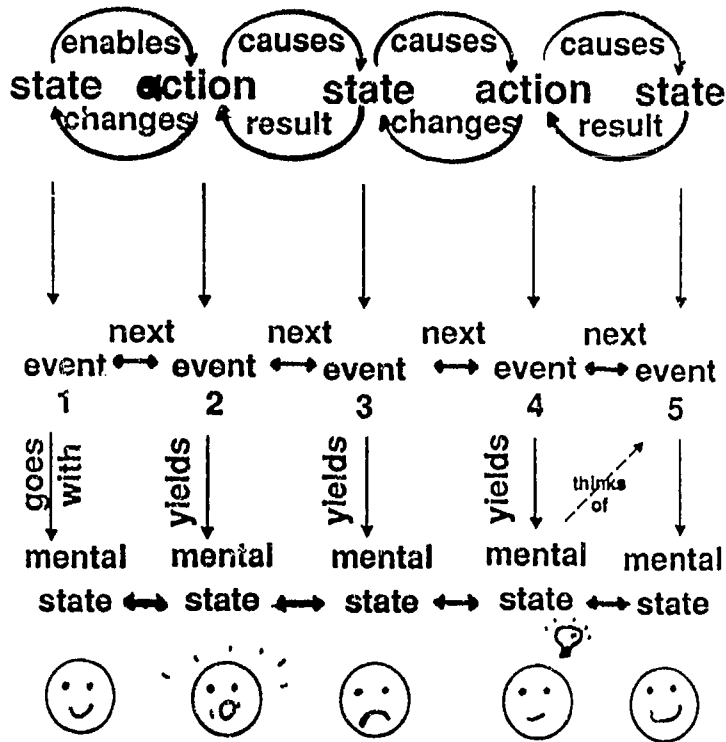 enables causes causes causes
state action state action state
changes result changes result
next next next next
event event event event event
1 2 3 4 5
goes with yields yields yields
thinks of
mental mental mental mental mental
state state state state state